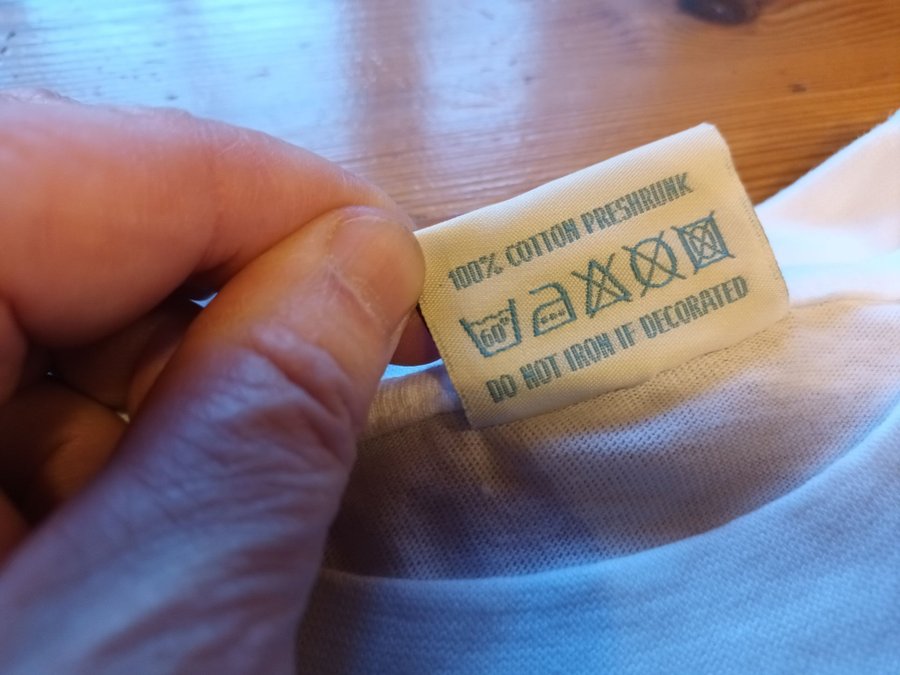 100% COTTON PRESHRUNK
60°
DO NOT IRON IF DECORATED